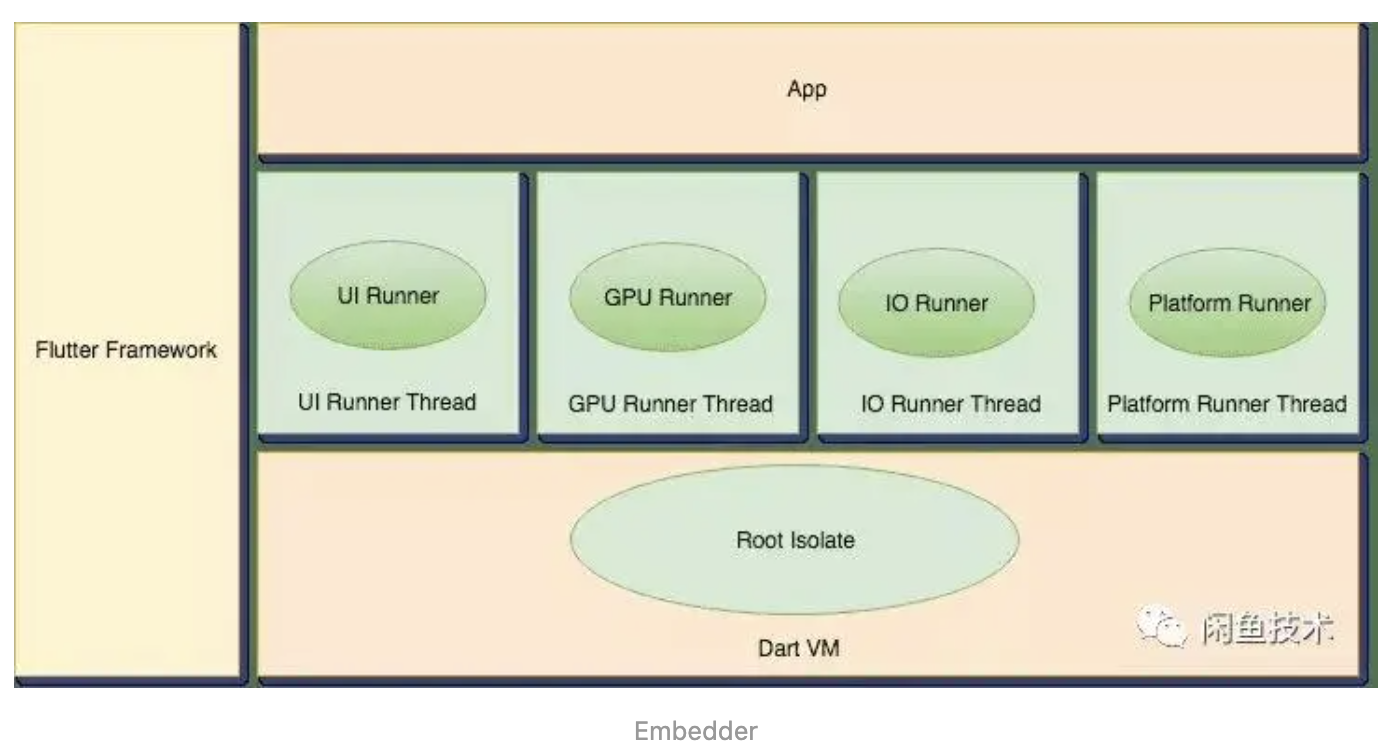 App
Flutter Framework
UI Runner
GPU Runner
IO Runner
Platform Runner
UI Runner Thread
GPU Runner Thread
IO Runner Thread
Platform Runner Thread
Root Isolate
Dart VM
闲鱼技术
Embedder